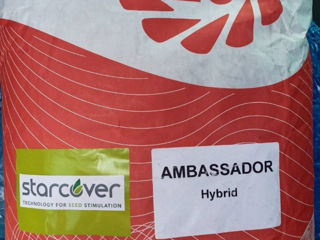 starcover
TECHNOLOGY FOR SEED STIMULATION
AMBASSADOR
Hybrid